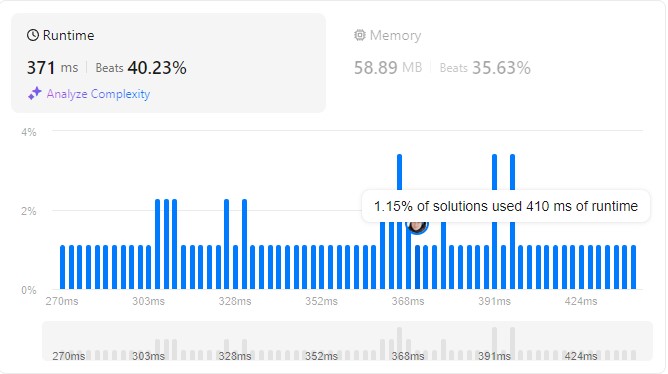 Runtime
371 ms | Beats 40.23%
Analyze Complexity
Memory
58.89 MB | Beats 35.63%
4%
2%
0%
1.15% of solutions used 410 ms of runtime
270ms 303ms 328ms 352ms 368ms 391ms 424ms
270ms 303ms 328ms 352ms 368ms 391ms 424ms